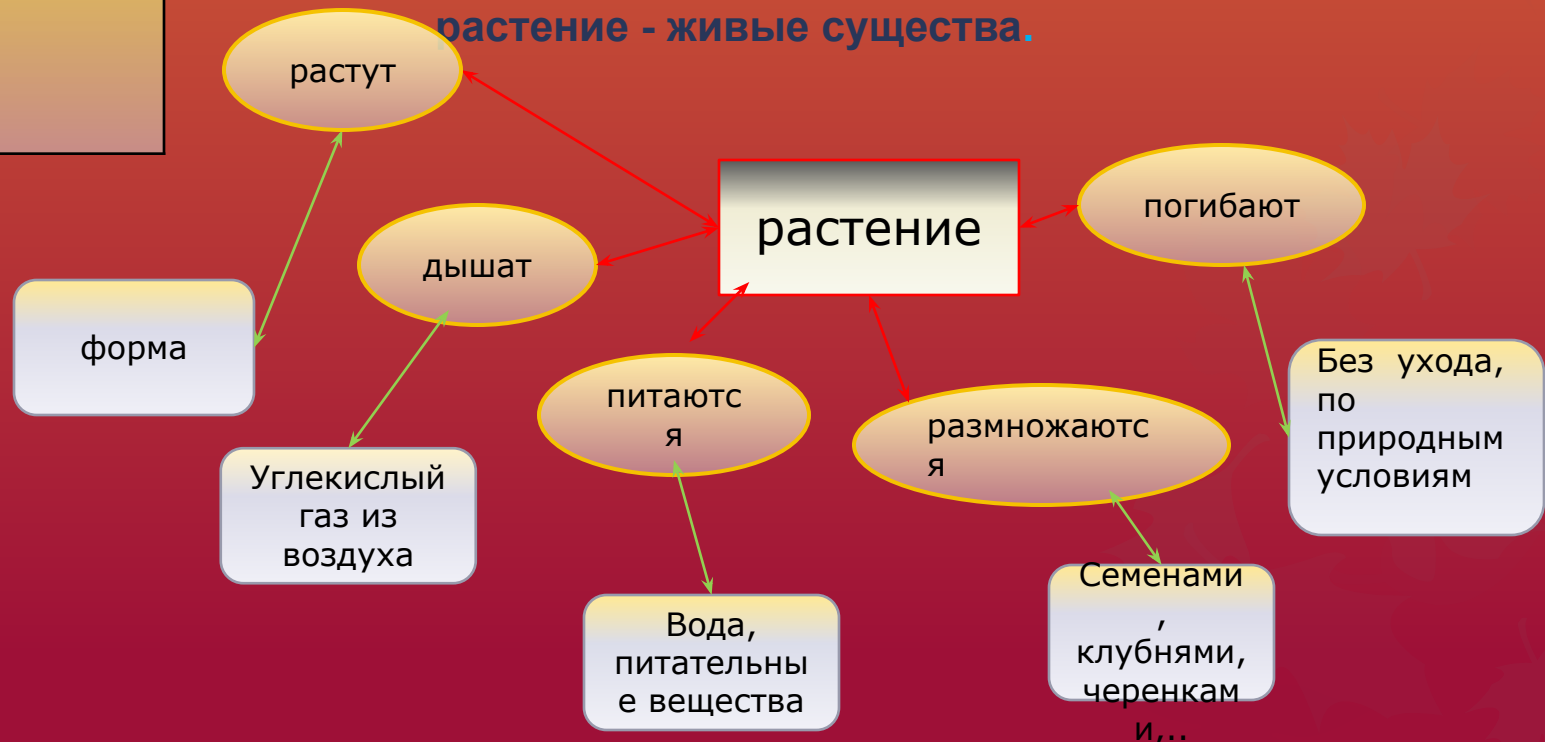 растение - живые существа.
растут
растение
погибают
дышат
форма
питаютс
я
размножаютс
я
Без ухода,
по
природным
условиям
Углекислый
газ из
воздуха
Вода,
питательны
е вещества
Семенами
,
клубнями,
черенкам
и,..